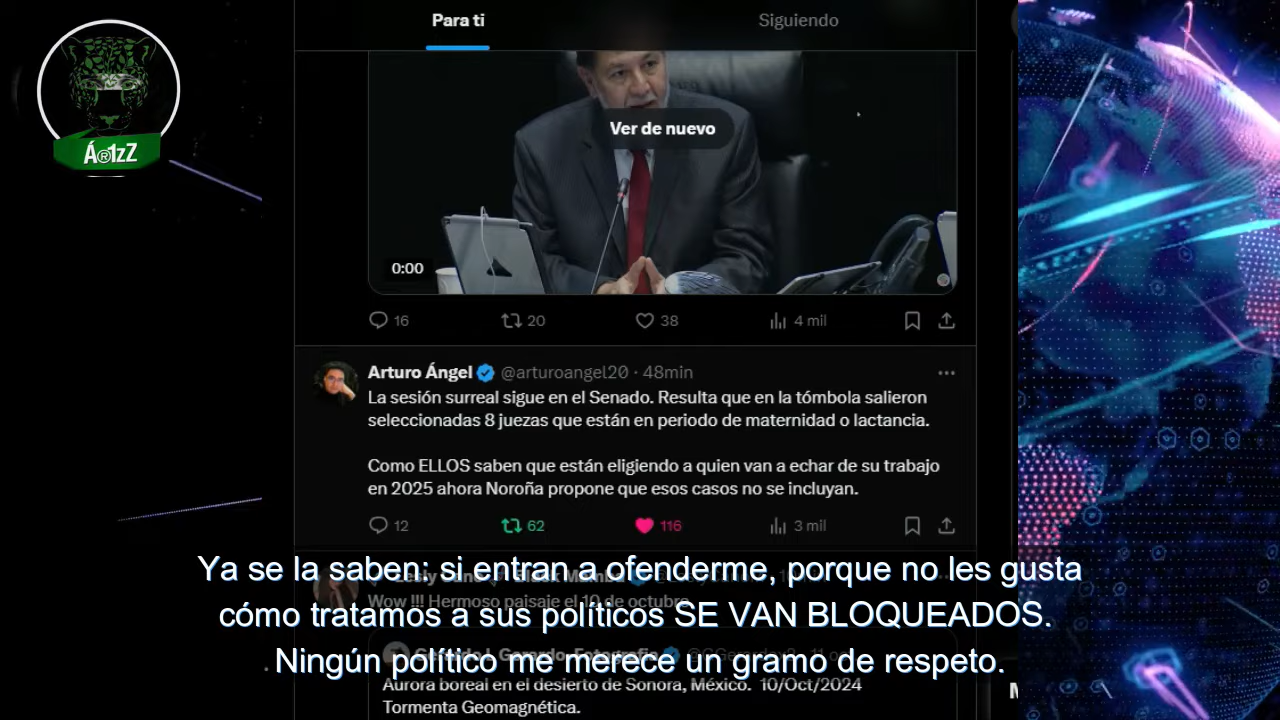 Para ti
Siguiendo
Ver de nuevo
0:00
16
20
38
4 mil
Á®1zZ
Arturo Ángel @arturoangel20 · 48min
La sesión surreal sigue en el Senado. Resulta que en la tómbola salieron
seleccionadas 8 juezas que están en periodo de maternidad o lactancia.
Como ELLOS saben que están eligiendo a quien van a echar de su trabajo
en 2025 ahora Noroña propone que esos casos no se incluyan.
12
62
116
3 mil
Ya se la saben: si entran a ofenderme, porque no les gusta
Wow !!! Hermoso paisaje el 10 de octubre
cómo tratamos a sus políticos SE VAN BLOQUEADOS.
Ningún político me merece un gramo de respeto.
Aurora boreal en el desierto de Sonora, México. 10/Oct/2024
Tormenta Geomagnética.